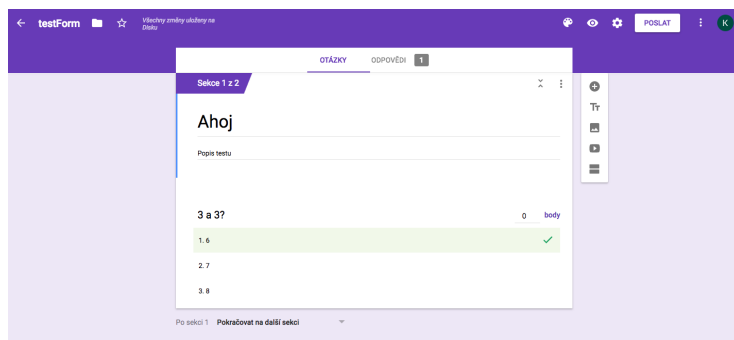 testForm
Všechny změny uloženy na
Disku
POSLAT
K
OTÁZKY
ODPOVĚDI 1
Sekce 1 z 2
Ahoj
Popis testu
3 a 3?
0 body
1. 6
2. 7
3. 8
Po sekci 1 Pokračovat na další sekci